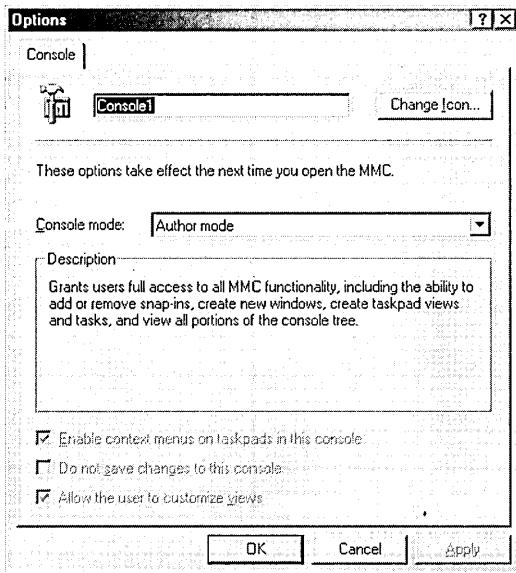 Options
Console
Console1
Change Icon...
These options take effect the next time you open the MMC.
Console mode:
Author mode
Description
Grants users full access to all MMC functionality, including the ability to
add or remove snap-ins, create new windows, create taskpad views
and tasks, and view all portions of the console tree.
Enable context menus on taskpads in this console
Do not save changes to this console
Allow the user to customize views
OK
Cancel
Apply